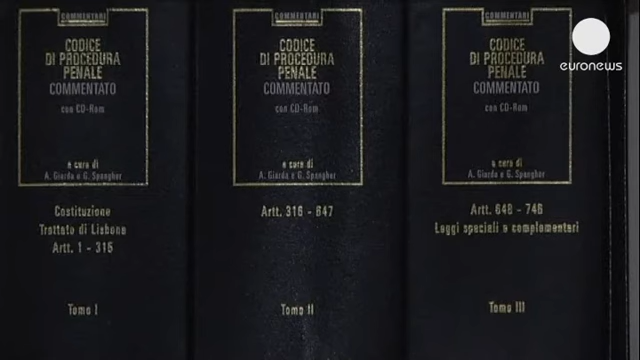 COMMENTARI
CODICE
DI PROCEDURA
PENALE
COMMENTATO
con CD-Rom
a cura di
A. Giarda e G. Spangher
Costituzione
Trattato di Lisbona
Artt. 1 - 315
Tomo I
COMMENTARI
CODICE
DI PROCEDURA
PENALE
COMMENTATO
con CD-Rom
a cura di
A. Giarda e G. Spangher
Artt. 316 - 647
Tomo II
COMMENTARI
CODICE
DI PROCEDURA
PENALE
COMMENTATO
con CD-Rom
a cura di
A. Giarda e G. Spangher
Artt. 648 - 746
Leggi speciali e complementari
Tomo III
euronews